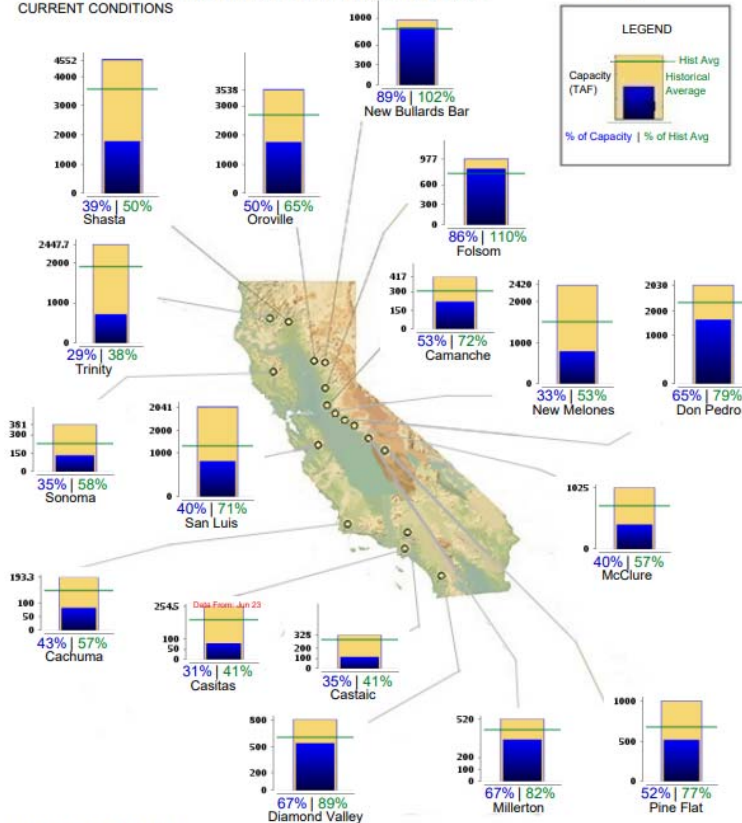 CURRENT CONDITIONS
1000
600
300
0
89% | 102%
New Bullards Bar
LEGEND
Hist Avg
Capacity
(TAF)
Historical
Average
% of Capacity | % of Hist Avg
4552
4000
3000
2000
1000
0
39% | 50%
Shasta
3538
3000
2000
1000
0
50% | 65%
Oroville
977
600
300
0
86% | 110%
Folsom
2447.7
2000
1000
0
29% | 38%
Trinity
417
300
150
0
53% | 72%
Camanche
2420
2000
1000
0
33% | 53%
New Melones
2030
2000
1000
0
65% | 79%
Don Pedro
381
300
150
0
35% | 58%
Sonoma
2041
2000
1000
0
40% | 71%
San Luis
1025
500
0
40% | 57%
McClure
193.3
100
50
0
43% | 57%
Cachuma
Data From: Jun 23
254.5
100
50
0
31% | 41%
Casitas
325
200
100
0
35% | 41%
Castaic
800
500
200
0
67% | 89%
Diamond Valley
520
200
100
0
67% | 82%
Millerton
1000
500
0
52% | 77%
Pine Flat